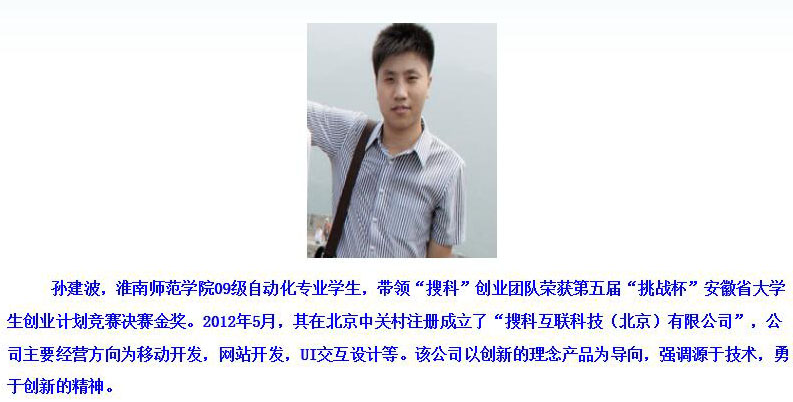 孙建波，淮南师范学院09级自动化专业学生，带领“搜科”创业团队荣获第五届“挑战杯”安徽省大学
生创业计划竞赛决赛金奖。2012年5月，其在北京中关村注册成立了“搜科互联科技（北京）有限公司”，公
司主要经营方向为移动开发，网站开发，UI交互设计等。该公司以创新的理念产品为导向，强调源于技术，勇
于创新的精神。